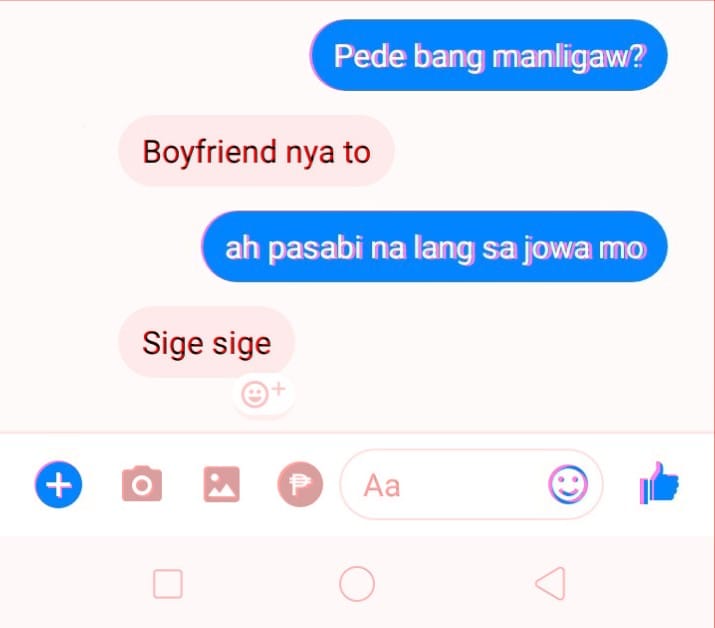 Pede bang manligaw?
Boyfriend nya to
ah pasabi na lang sa jowa mo
Sige sige
Aa